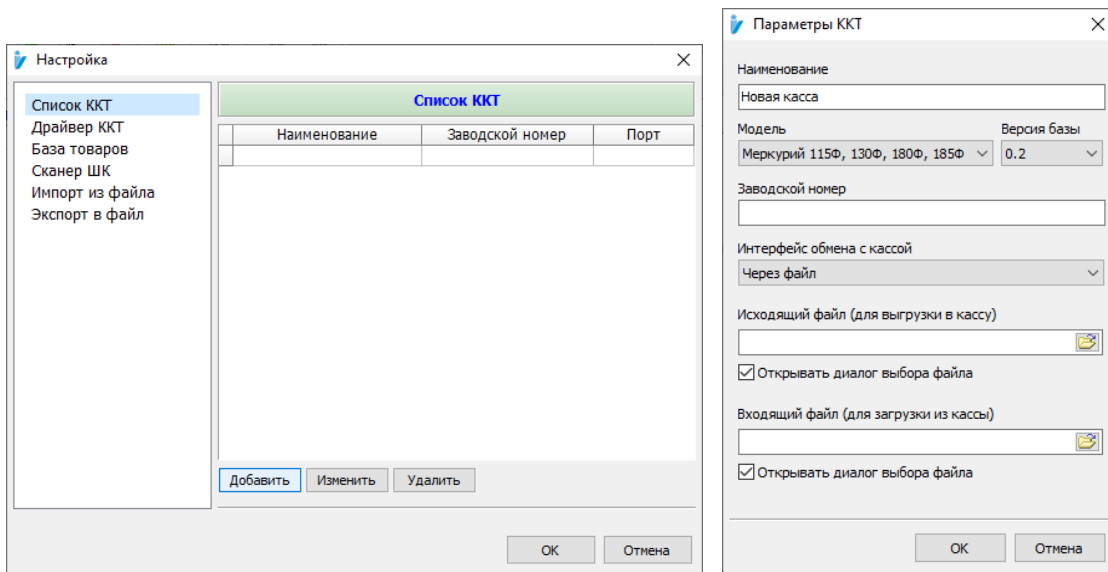 Настройка
Список ККТ
Драйвер ККТ
База товаров
Сканер ШК
Импорт из файла
Экспорт в файл
Список ККТ
Наименование Заводской номер Порт
Добавить Изменить Удалить
OK Отмена
Параметры ККТ
Наименование
Новая касса
Модель Версия базы
Меркурий 115Ф, 130Ф, 180Ф, 185Ф 0.2
Заводской номер
Интерфейс обмена с кассой
Через файл
Исходящий файл (для выгрузки в кассу)
Открывать диалог выбора файла
Входящий файл (для загрузки из кассы)
Открывать диалог выбора файла
OK Отмена